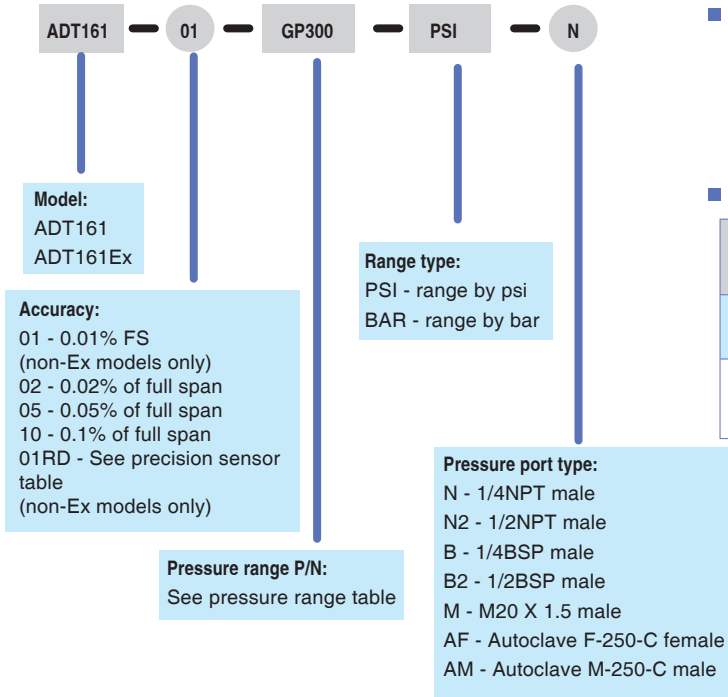 ADT161 01 GP300 PSI N
Model:
ADT161
ADT161Ex
Accuracy:
01 - 0.01% FS
(non-Ex models only)
02 - 0.02% of full span
05 - 0.05% of full span
10 - 0.1% of full span
01RD - See precision sensor
table
(non-Ex models only)
Pressure range P/N:
See pressure range table
Range type:
PSI - range by psi
BAR - range by bar
Pressure port type:
N - 1/4NPT male
N2 - 1/2NPT male
B - 1/4BSP male
B2 - 1/2BSP male
M - M20 X 1.5 male
AF - Autoclave F-250-C female
AM - Autoclave M-250-C male